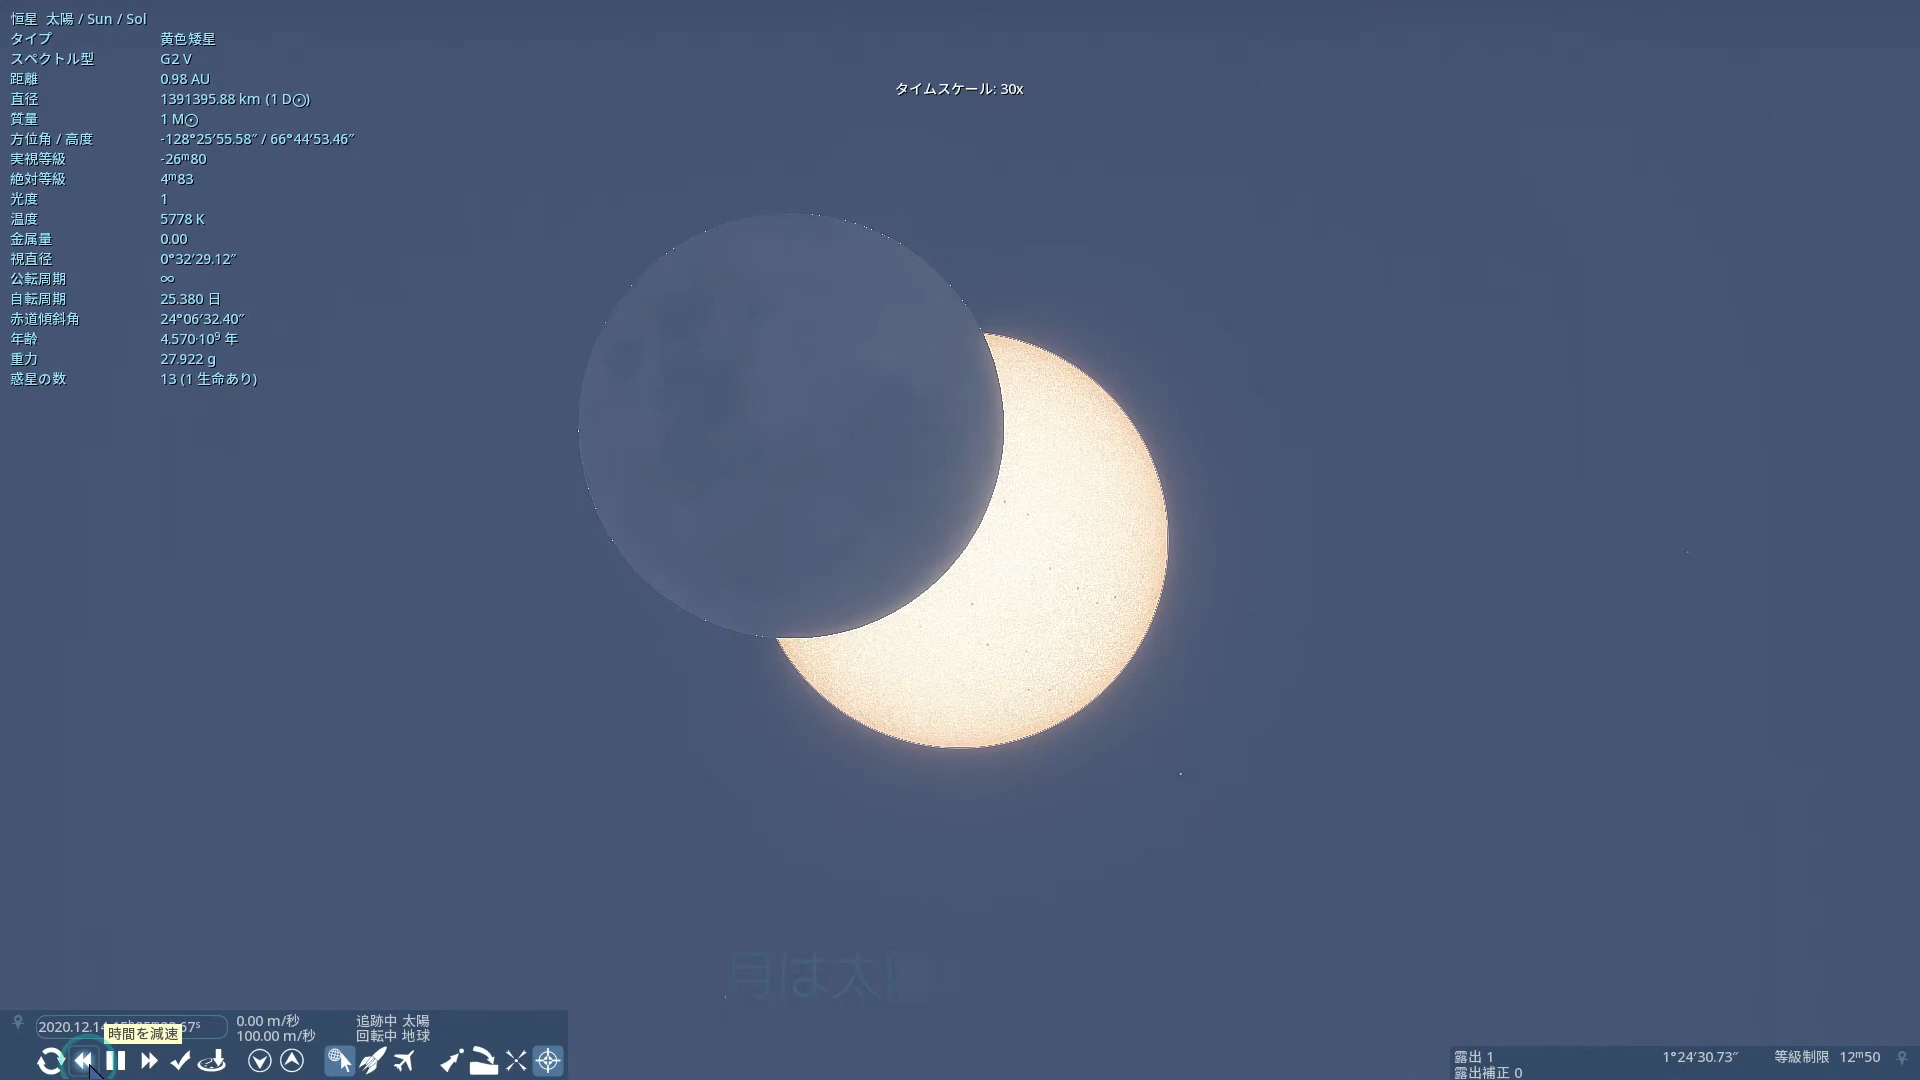 恒星 太陽 / Sun / Sol
タイプ 黄色矮星
スペクトル型 G2 V
距離 0.98 AU
直径 1391395.88 km (1 D☉)
質量 1 M☉
方位角 / 高度 -128°25′55.58″ / 66°44′53.46″
実視等級 -26ᵐ80
絶対等級 4ᵐ83
光度 1
温度 5778 K
金属量 0.00
視直径 0°32′29.12″
公転周期 ∞
自転周期 25.380 日
赤道傾斜角 24°06′32.40″
年齢 4.570·10⁹ 年
重力 27.922 g
惑星の数 13 (1 生命あり)
タイムスケール: 30x
月は太
2020.12.14
時間を減速
0.00 m/秒
100.00 m/秒
追跡中 太陽
回転中 地球
露出 1
露出補正 0
1°24′30.73″
等級制限 12ᵐ50